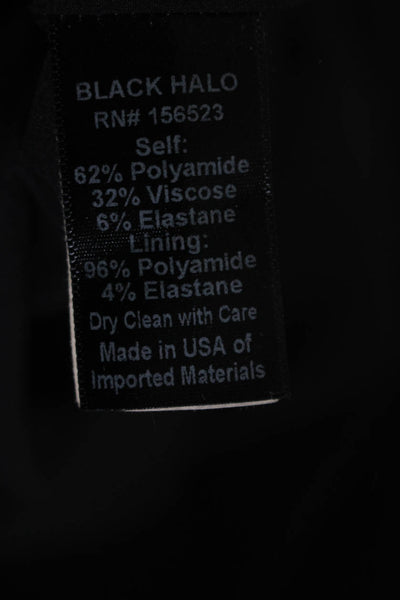 BLACK HALO
RN# 156523
Self:
62% Polyamide
32% Viscose
6% Elastane
Lining:
96% Polyamide
4% Elastane
Dry Clean with Care
Made in USA of
Imported Materials